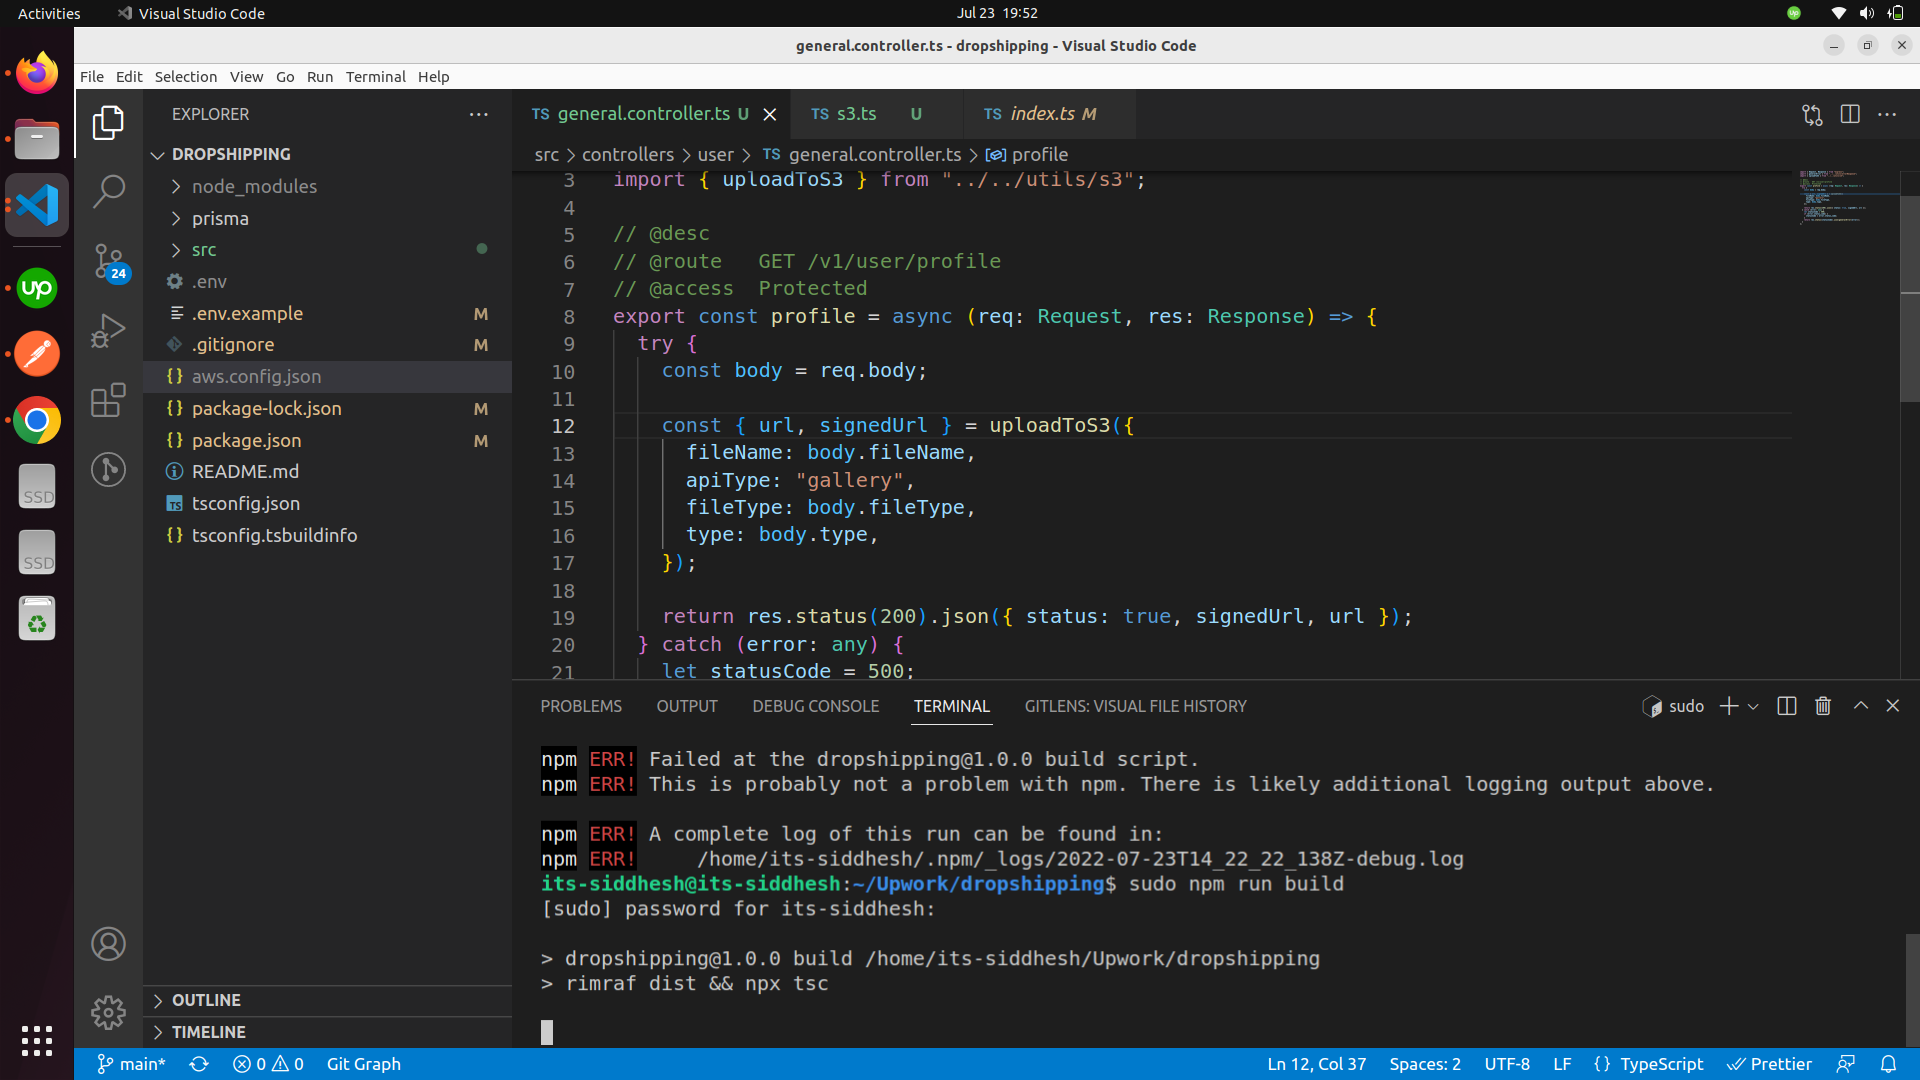 Activities
Visual Studio Code
Jul 23 19:52
general.controller.ts - dropshipping - Visual Studio Code
File Edit Selection View Go Run Terminal Help
EXPLORER
DROPSHIPPING
node_modules
prisma
src
.env
.env.example M
.gitignore M
aws.config.json
package-lock.json M
package.json M
README.md
tsconfig.json
tsconfig.tsbuildinfo
OUTLINE
TIMELINE
24
up
SSD
SSD
TS general.controller.ts U
TS s3.ts U
TS index.ts M
src > controllers > user > TS general.controller.ts > profile
3 import { uploadToS3 } from "../../utils/s3";
4
5 // @desc
6 // @route   GET /v1/user/profile
7 // @access  Protected
8 export const profile = async (req: Request, res: Response) => {
9   try {
10     const body = req.body;
11
12     const { url, signedUrl } = uploadToS3({
13       fileName: body.fileName,
14       apiType: "gallery",
15       fileType: body.fileType,
16       type: body.type,
17     });
18
19     return res.status(200).json({ status: true, signedUrl, url });
20   } catch (error: any) {
21     let statusCode = 500;
PROBLEMS OUTPUT DEBUG CONSOLE TERMINAL GITLENS: VISUAL FILE HISTORY
sudo
npm ERR! Failed at the dropshipping@1.0.0 build script.
npm ERR! This is probably not a problem with npm. There is likely additional logging output above.
npm ERR! A complete log of this run can be found in:
npm ERR!     /home/its-siddhesh/.npm/_logs/2022-07-23T14_22_22_138Z-debug.log
its-siddhesh@its-siddhesh:~/Upwork/dropshipping$ sudo npm run build
[sudo] password for its-siddhesh:
> dropshipping@1.0.0 build /home/its-siddhesh/Upwork/dropshipping
> rimraf dist && npx tsc
main* 0 0 Git Graph
Ln 12, Col 37 Spaces: 2 UTF-8 LF {} TypeScript Prettier